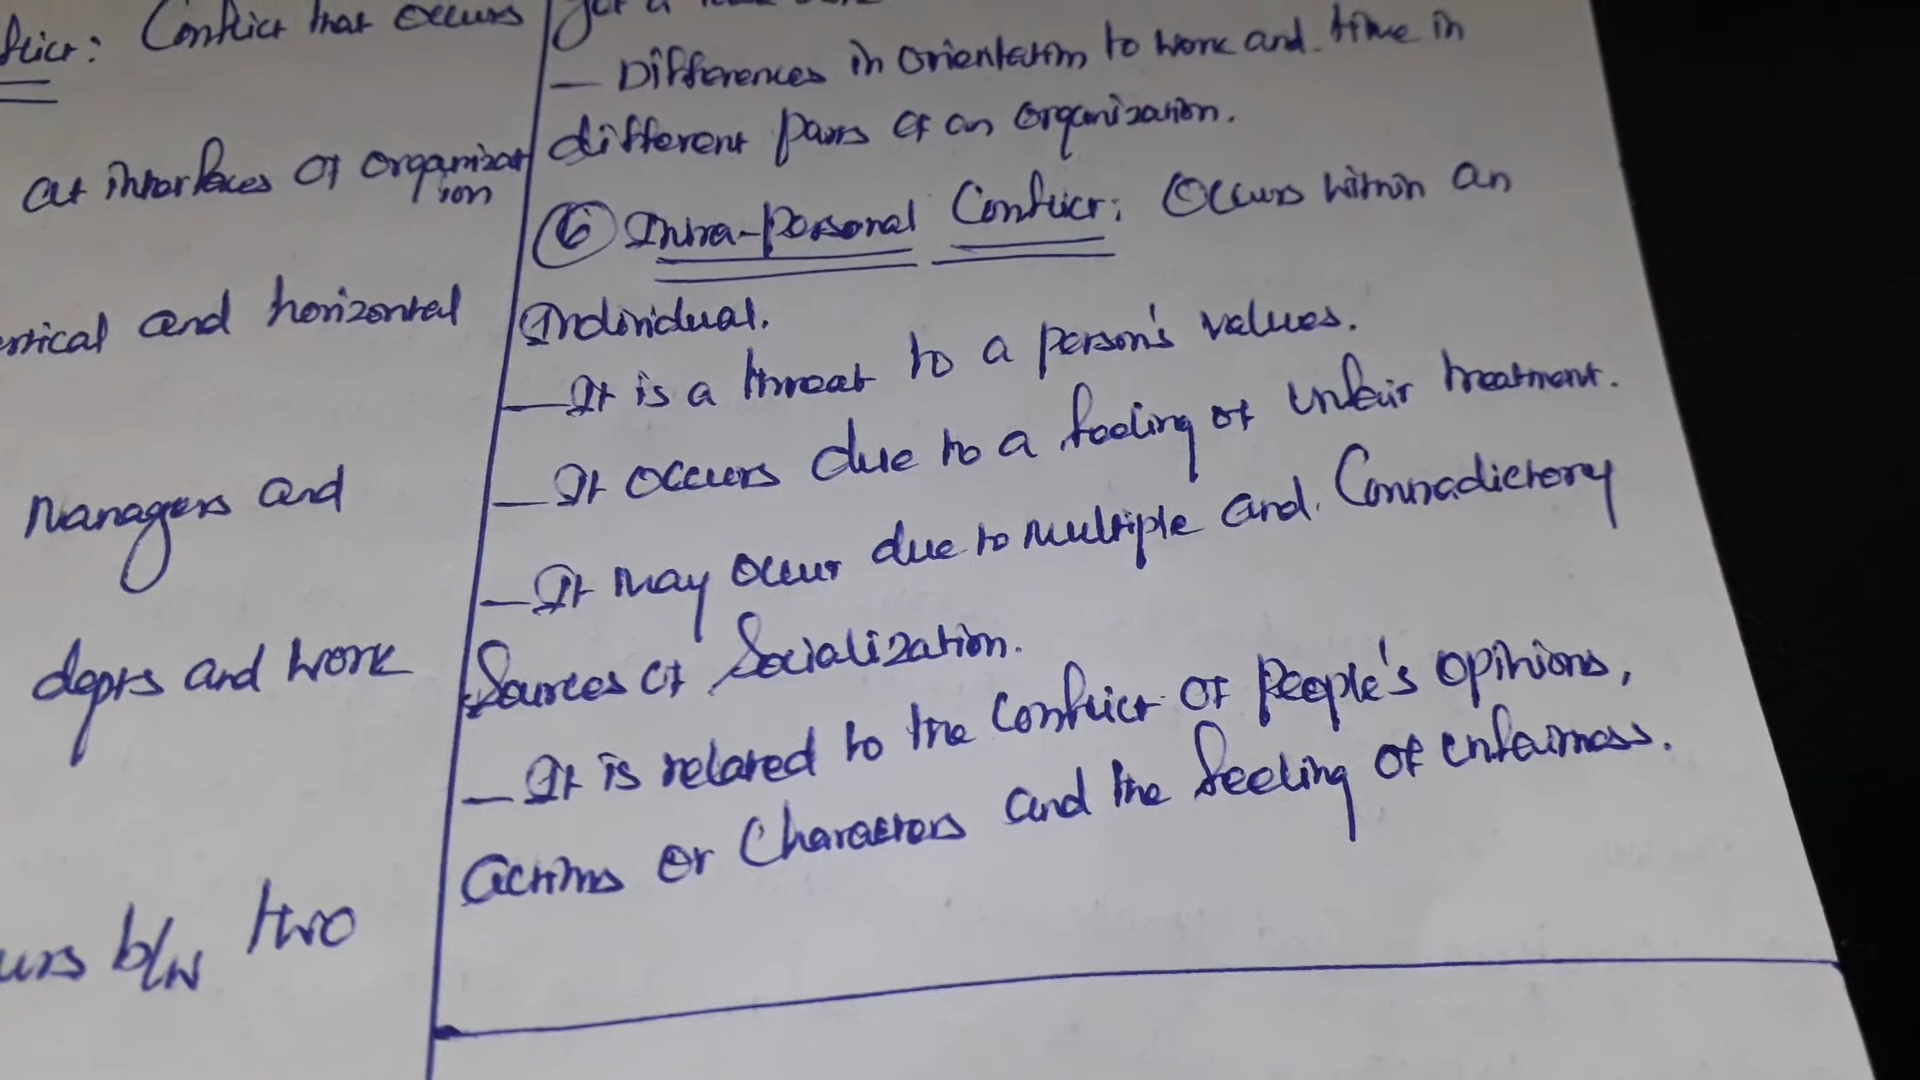 flict: Conflict that occurs
at interfaces of organizat
ion
ertical and horizontal
Managers and
depts and work
urs b/w two
— Differences in orientation to work and time in
different parts of an organization.
⑥ Intra-personal Conflict: Occurs within an
Individual.
— It is a threat to a person's values.
— It occurs due to a feeling of unfair treatment.
— It may occur due to multiple and Contradictory
Sources of Socialization.
— It is related to the conflict of people's opinions,
actions or characters and the feeling of unfairness.